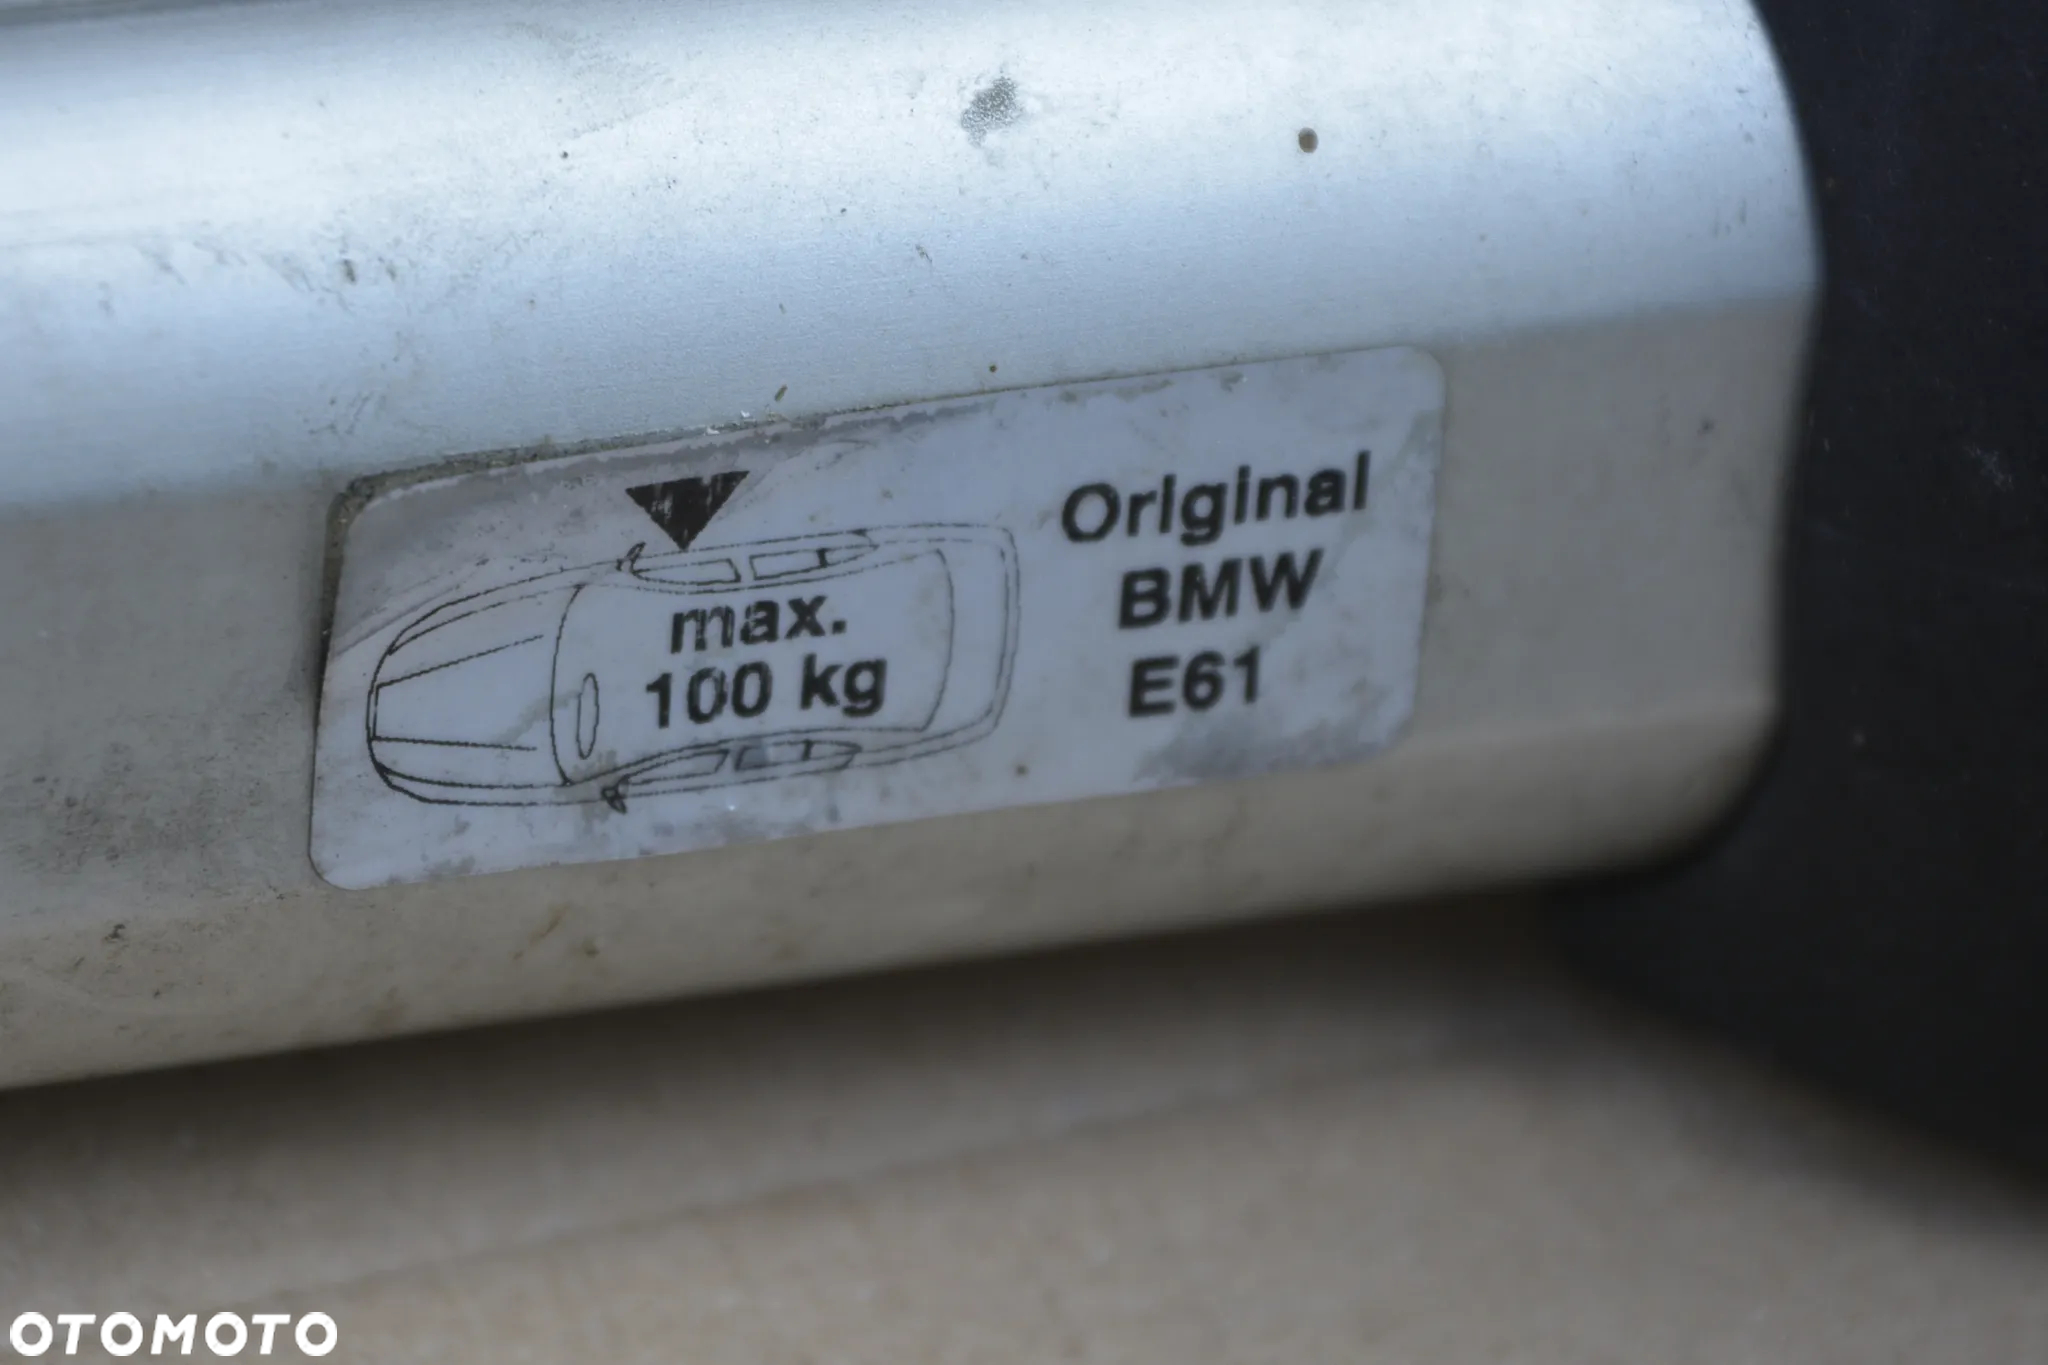 max.
100 kg
Original
BMW
E61
OTOMOTO